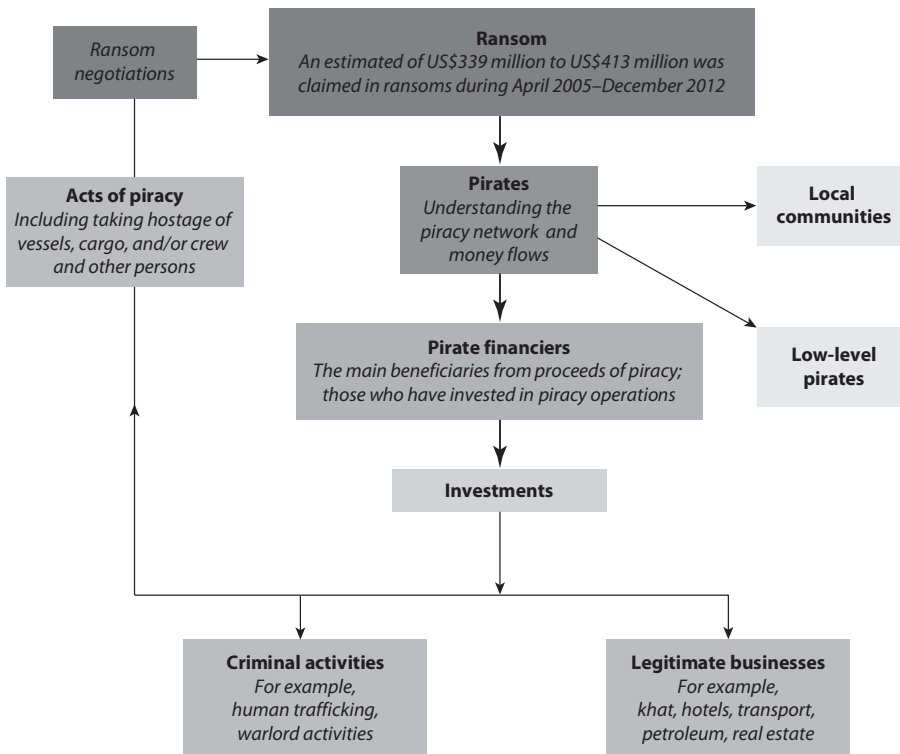 Ransom
negotiations
Ransom
An estimated of US$339 million to US$413 million was
claimed in ransoms during April 2005–December 2012
Acts of piracy
Including taking hostage of
vessels, cargo, and/or crew
and other persons
Pirates
Understanding the
piracy network and
money flows
Local
communities
Low-level
pirates
Pirate financiers
The main beneficiaries from proceeds of piracy;
those who have invested in piracy operations
Investments
Criminal activities
For example,
human trafficking,
warlord activities
Legitimate businesses
For example,
khat, hotels, transport,
petroleum, real estate